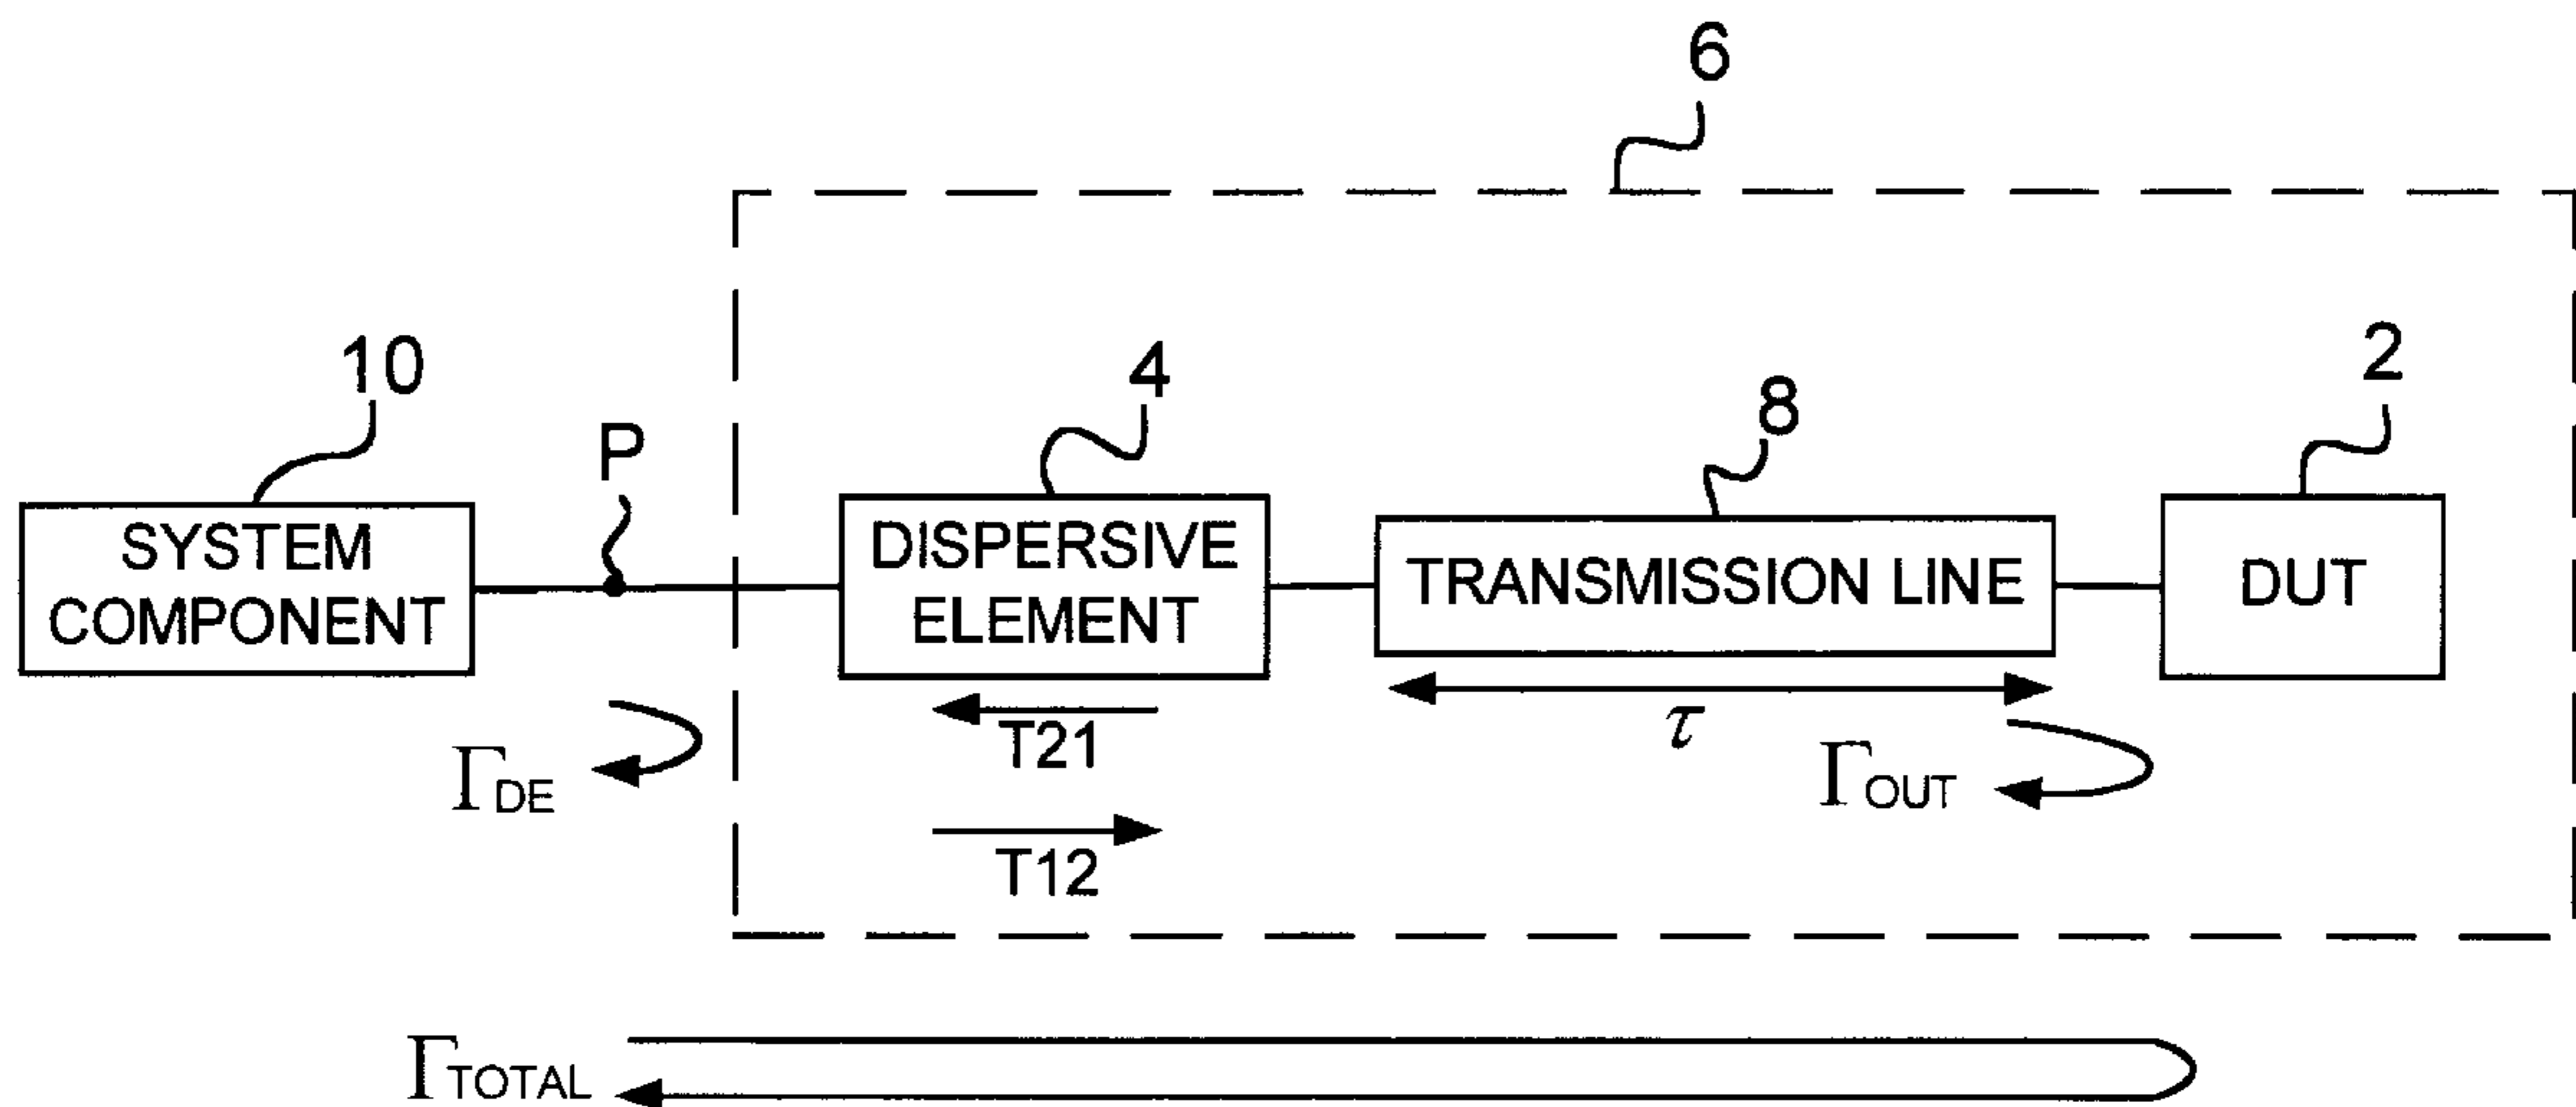 6
10
P
4
8
2
SYSTEM
COMPONENT
DISPERSIVE
ELEMENT
TRANSMISSION LINE
DUT
T21
τ
ΓDE
ΓOUT
T12
ΓTOTAL